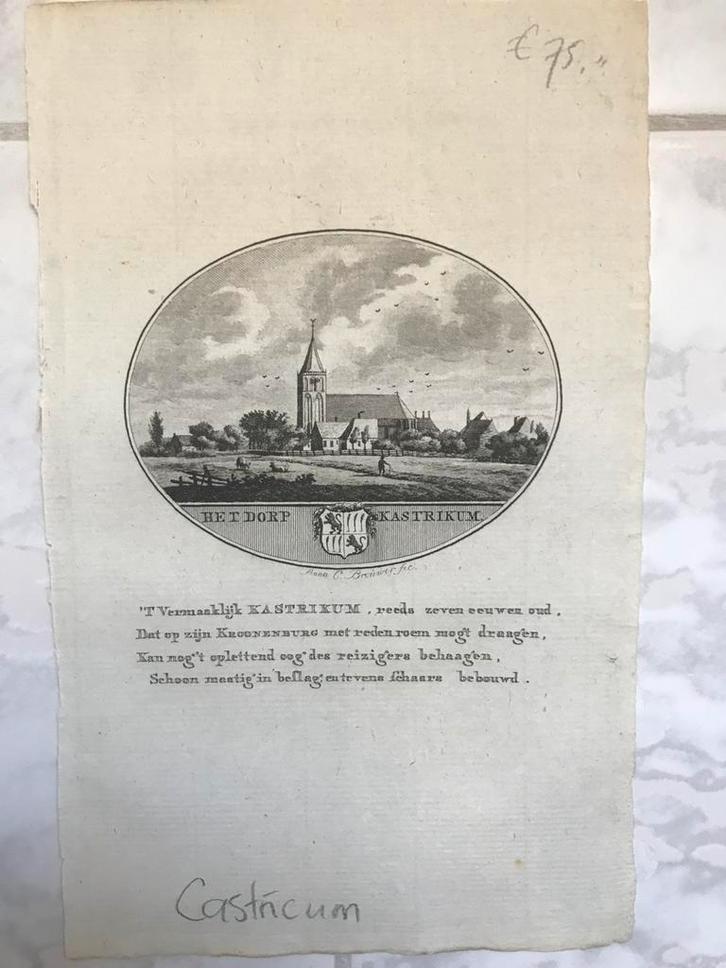 € 75,"
HET DORP KASTRIKUM.
Anna C. Brouwer fec.
'T Vermaaklijk KASTRIKUM, reeds zeven eeuwen oud,
Dat op zijn KROONENBURG met reden roem mogt draagen,
Kan nog 't oplettend oog des reizigers behaagen,
Schoon maatig in beslag, en tevens schaars bebouwd.
Castricum